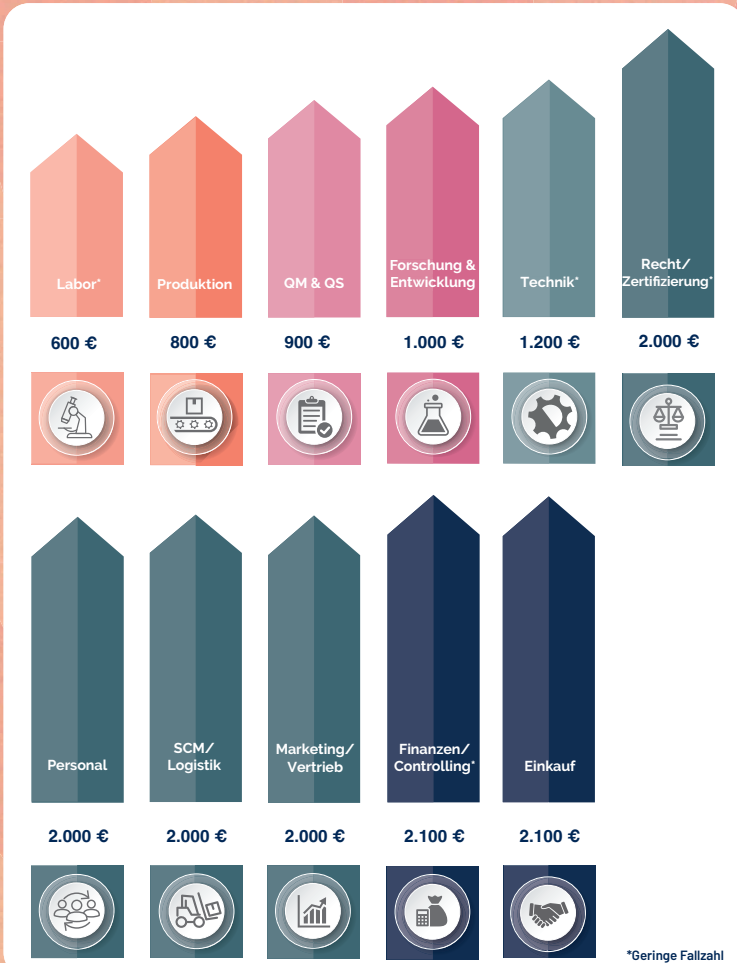 Labor*
Produktion
QM & QS
Forschung &
Entwicklung
Technik*
Recht/
Zertifizierung*
600 €
800 €
900 €
1.000 €
1.200 €
2.000 €
Personal
SCM/
Logistik
Marketing/
Vertrieb
Finanzen/
Controlling*
Einkauf
2.000 €
2.000 €
2.000 €
2.100 €
2.100 €
*Geringe Fallzahl